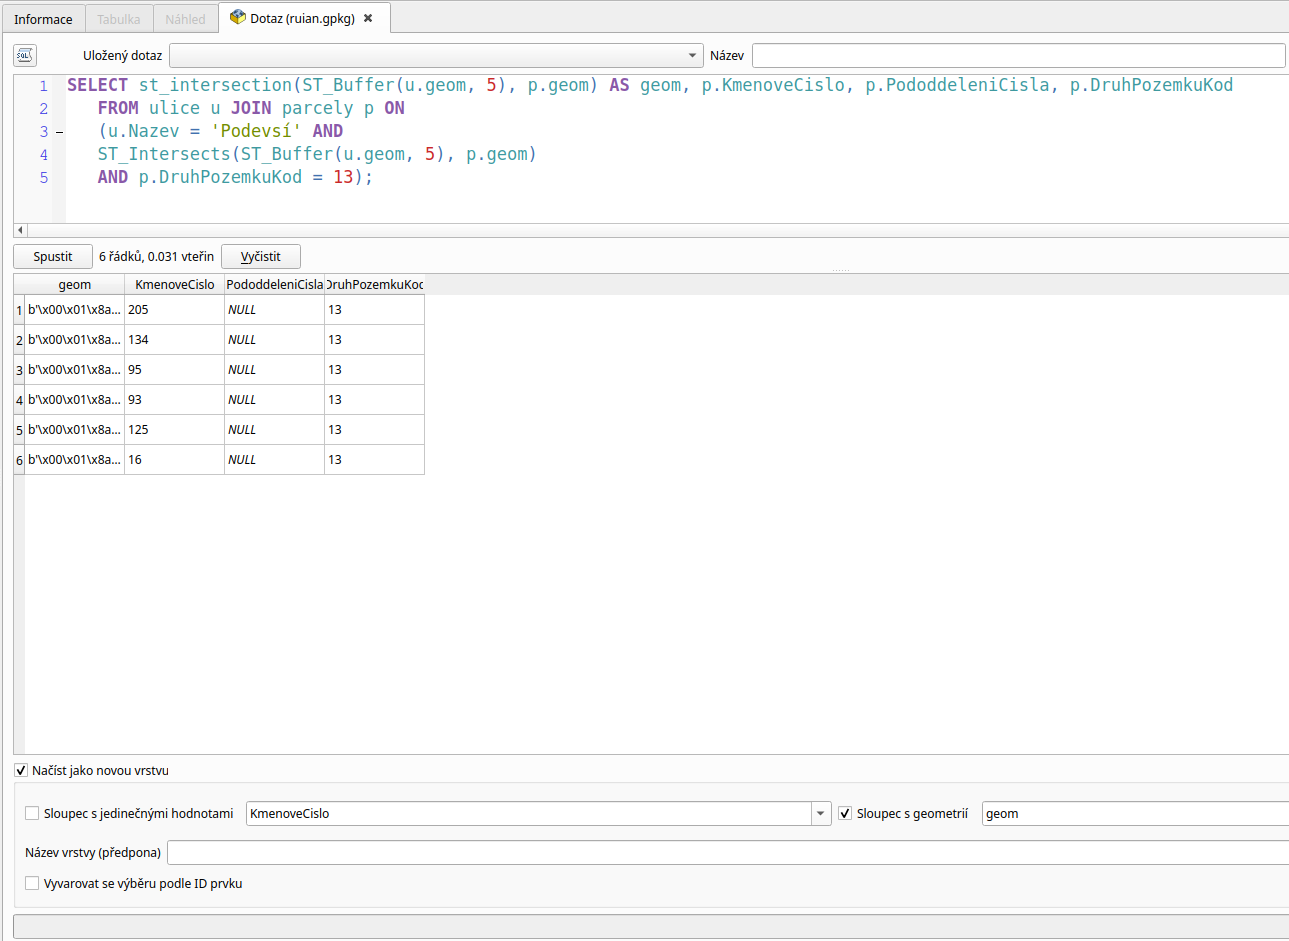 Informace Tabulka Náhled Dotaz (ruian.gpkg) ✖
SQL Uložený dotaz Název
1 SELECT st_intersection(ST_Buffer(u.geom, 5), p.geom) AS geom, p.KmenoveCislo, p.PododdeleniCisla, p.DruhPozemkuKod
2 FROM ulice u JOIN parcely p ON
3 (u.Nazev = 'Podevsí' AND
4 ST_Intersects(ST_Buffer(u.geom, 5), p.geom)
5 AND p.DruhPozemkuKod = 13);
Spustit 6 řádků, 0.031 vteřin Vyčistit
geom KmenoveCislo PododdeleniCisla DruhPozemkuKod
1 b'\x00\x01\x8a... 205 NULL 13
2 b'\x00\x01\x8a... 134 NULL 13
3 b'\x00\x01\x8a... 95 NULL 13
4 b'\x00\x01\x8a... 93 NULL 13
5 b'\x00\x01\x8a... 125 NULL 13
6 b'\x00\x01\x8a... 16 NULL 13
Načíst jako novou vrstvu
Sloupec s jedinečnými hodnotami KmenoveCislo Sloupec s geometrií geom
Název vrstvy (předpona)
Vyvarovat se výběru podle ID prvku